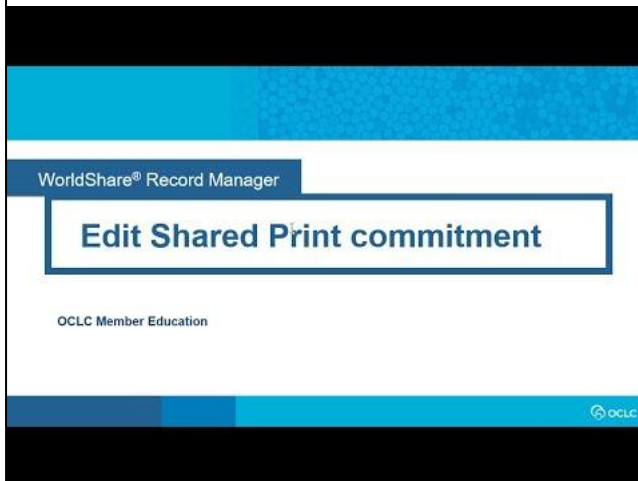 WorldShare® Record Manager
Edit Shared Print commitment
OCLC Member Education
OCLC